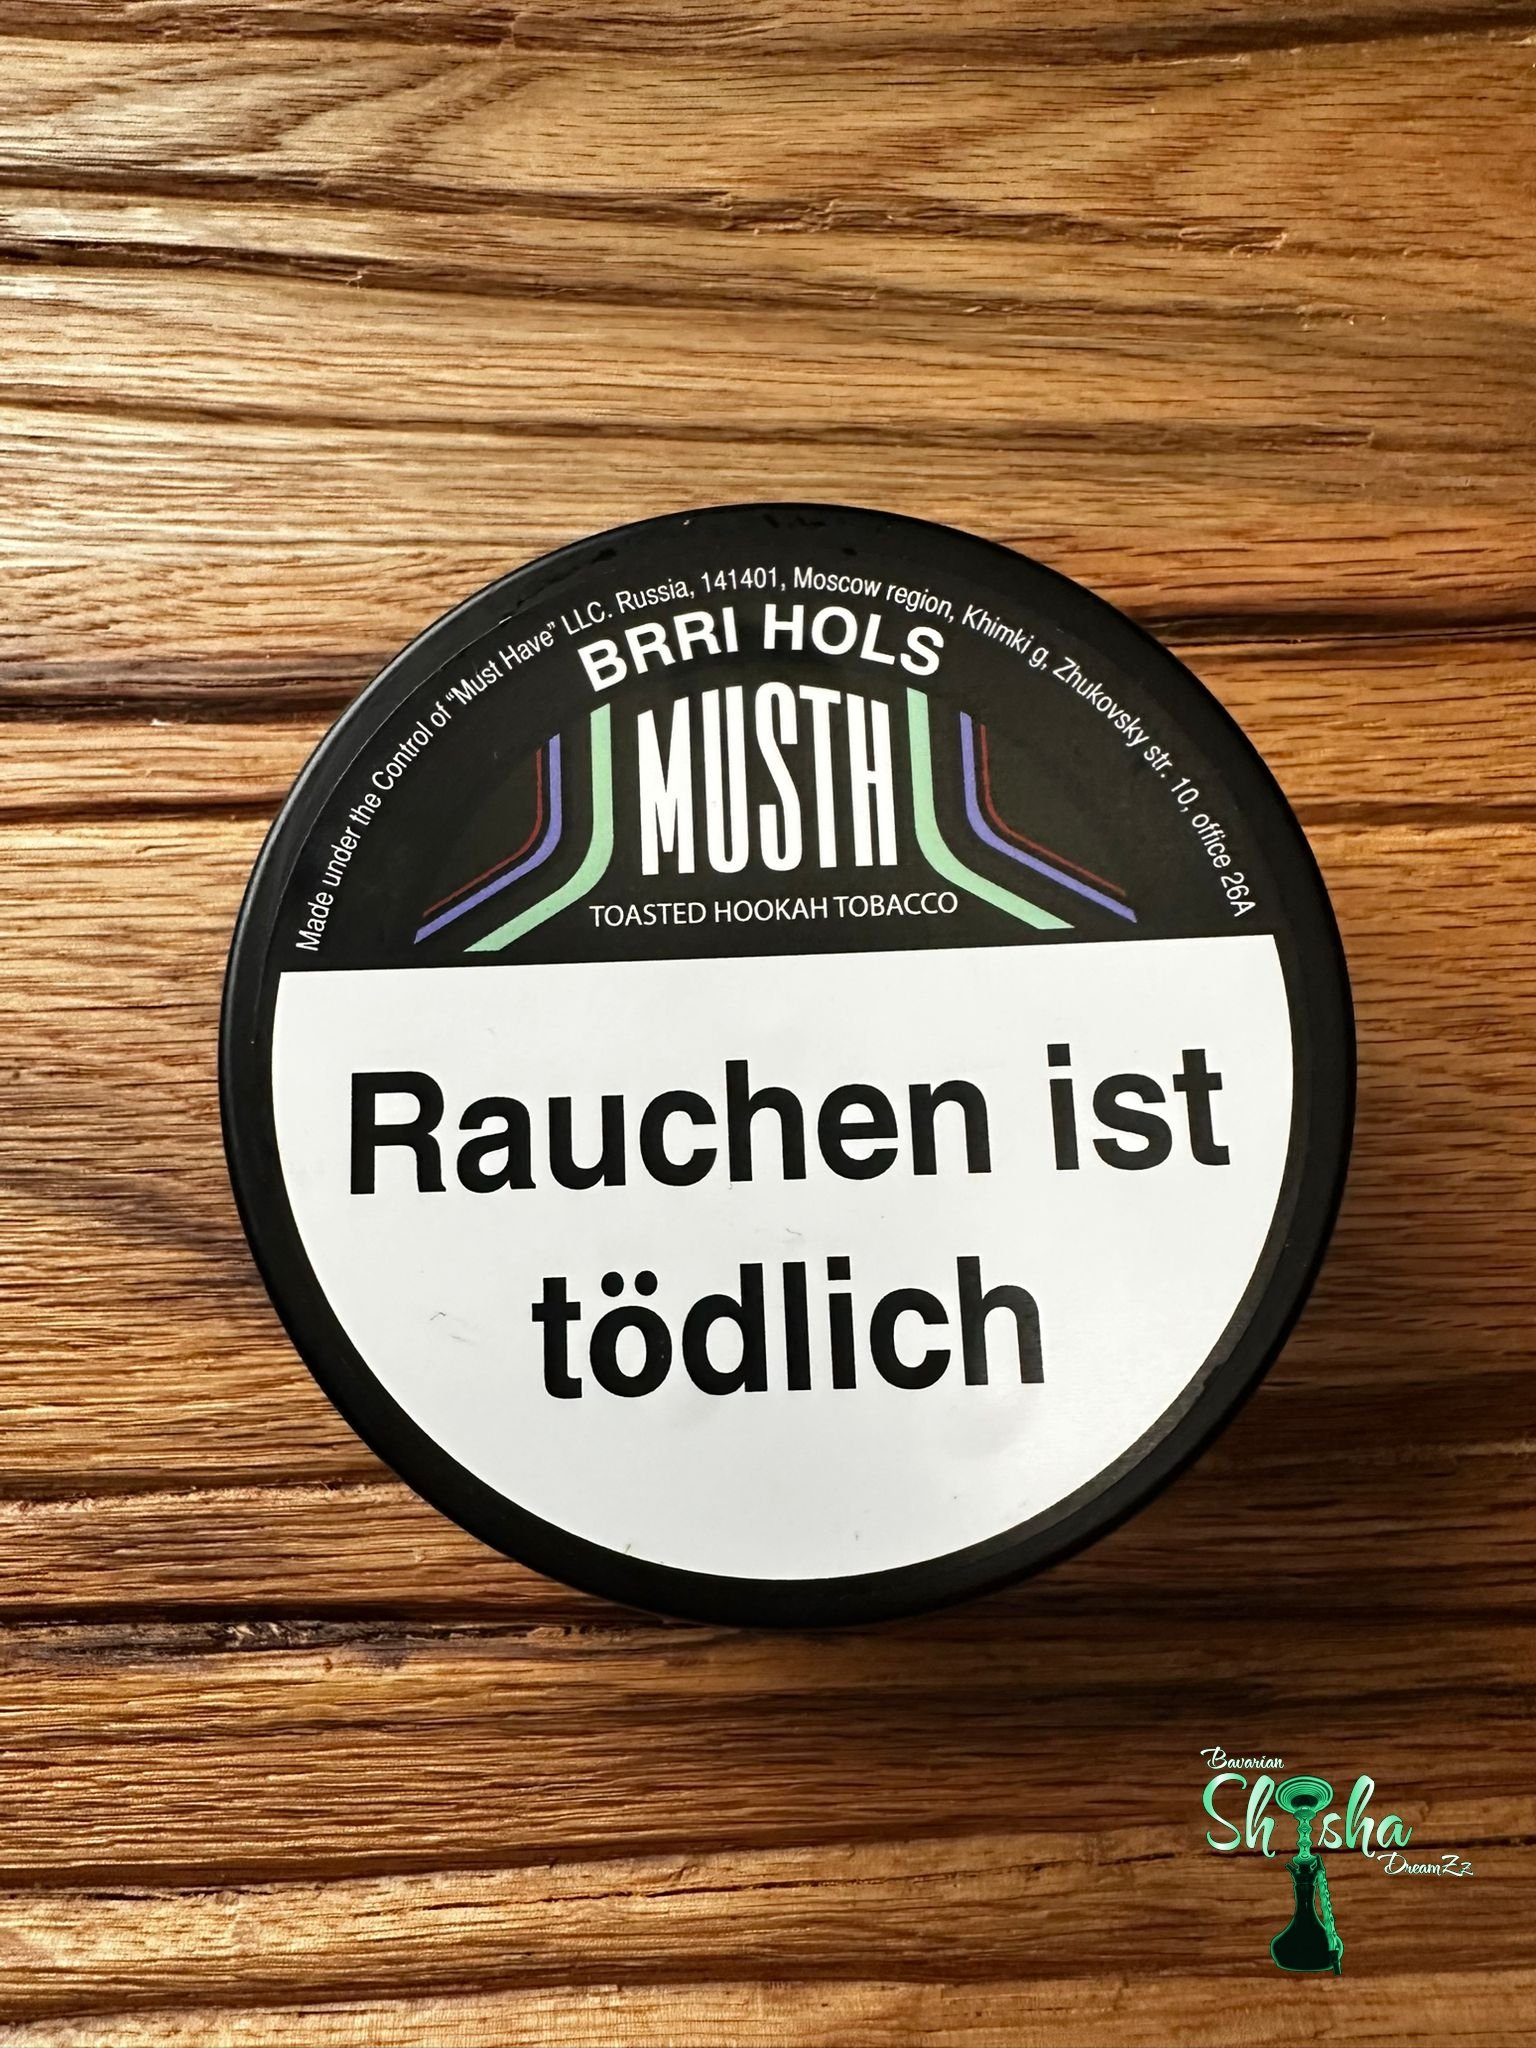 Made under the Control of “Must Have” LLC. Russia, 141401, Moscow region, Khimki g, Zhukovsky str. 10, office 26A
BRRI HOLS
MUSTH
TOASTED HOOKAH TOBACCO
Rauchen ist
tödlich
Bavarian
Shisha
DreamZz